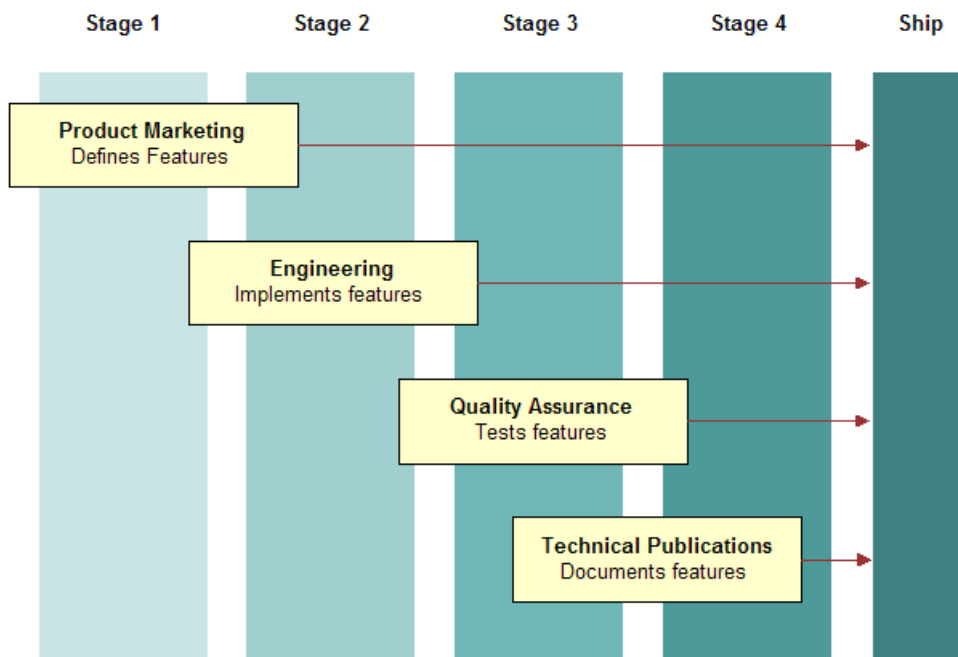 Stage 1
Stage 2
Stage 3
Stage 4
Ship
Product Marketing
Defines Features
Engineering
Implements features
Quality Assurance
Tests features
Technical Publications
Documents features